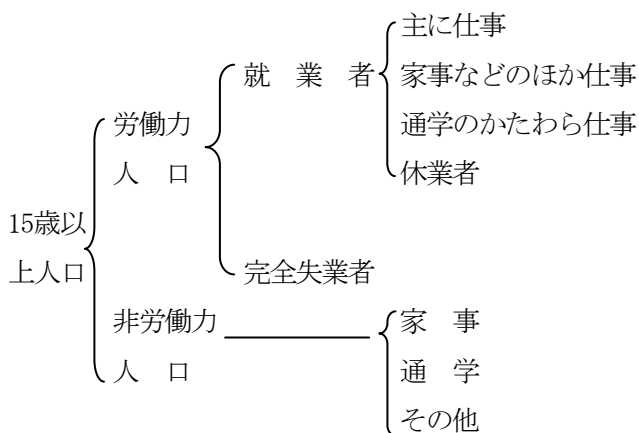 主に仕事
就　業　者
家事などのほか仕事
労働力
人　口
通学のかたわら仕事
休業者
15歳以
上人口
完全失業者
非労働力
人　口
家　事
通　学
その他